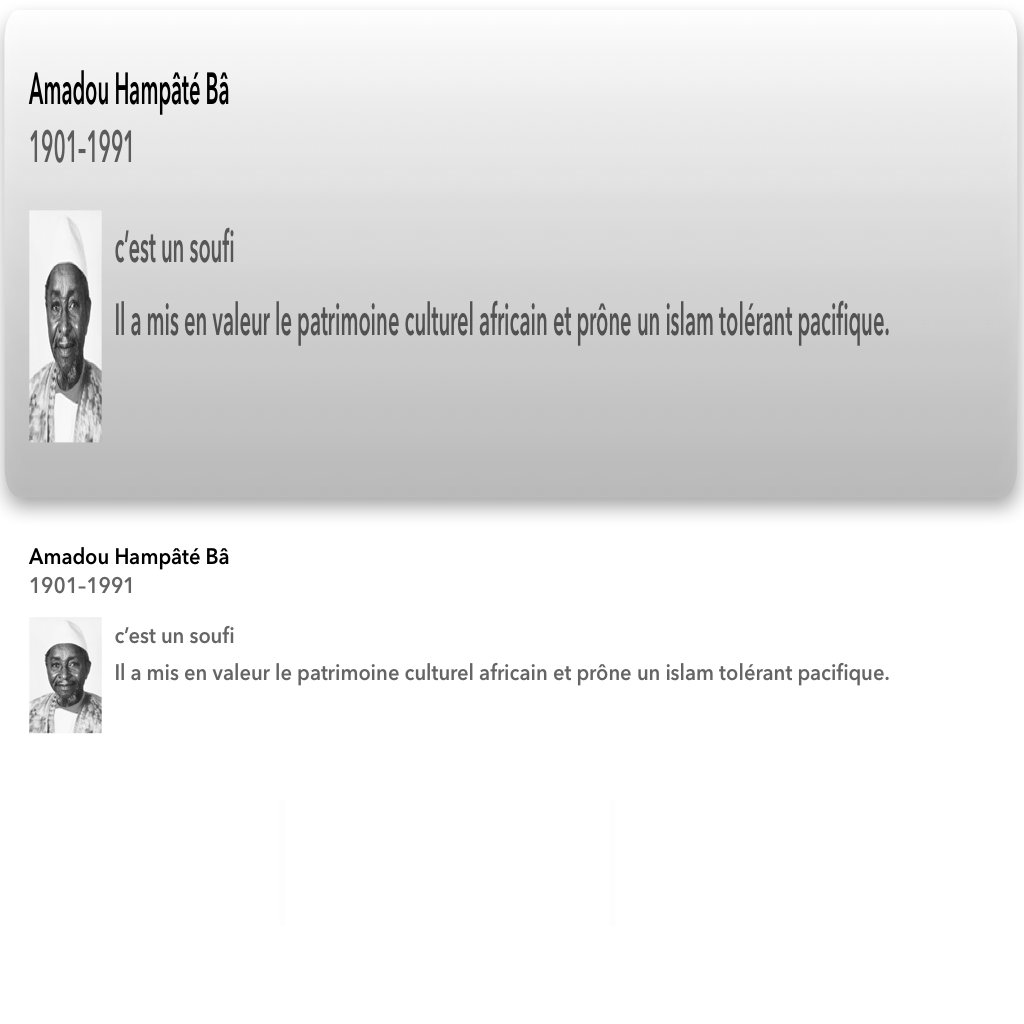 Amadou Hampâté Bâ
1901-1991
c’est un soufi
Il a mis en valeur le patrimoine culturel africain et prône un islam tolérant pacifique.
Amadou Hampâté Bâ
1901-1991
c’est un soufi
Il a mis en valeur le patrimoine culturel africain et prône un islam tolérant pacifique.